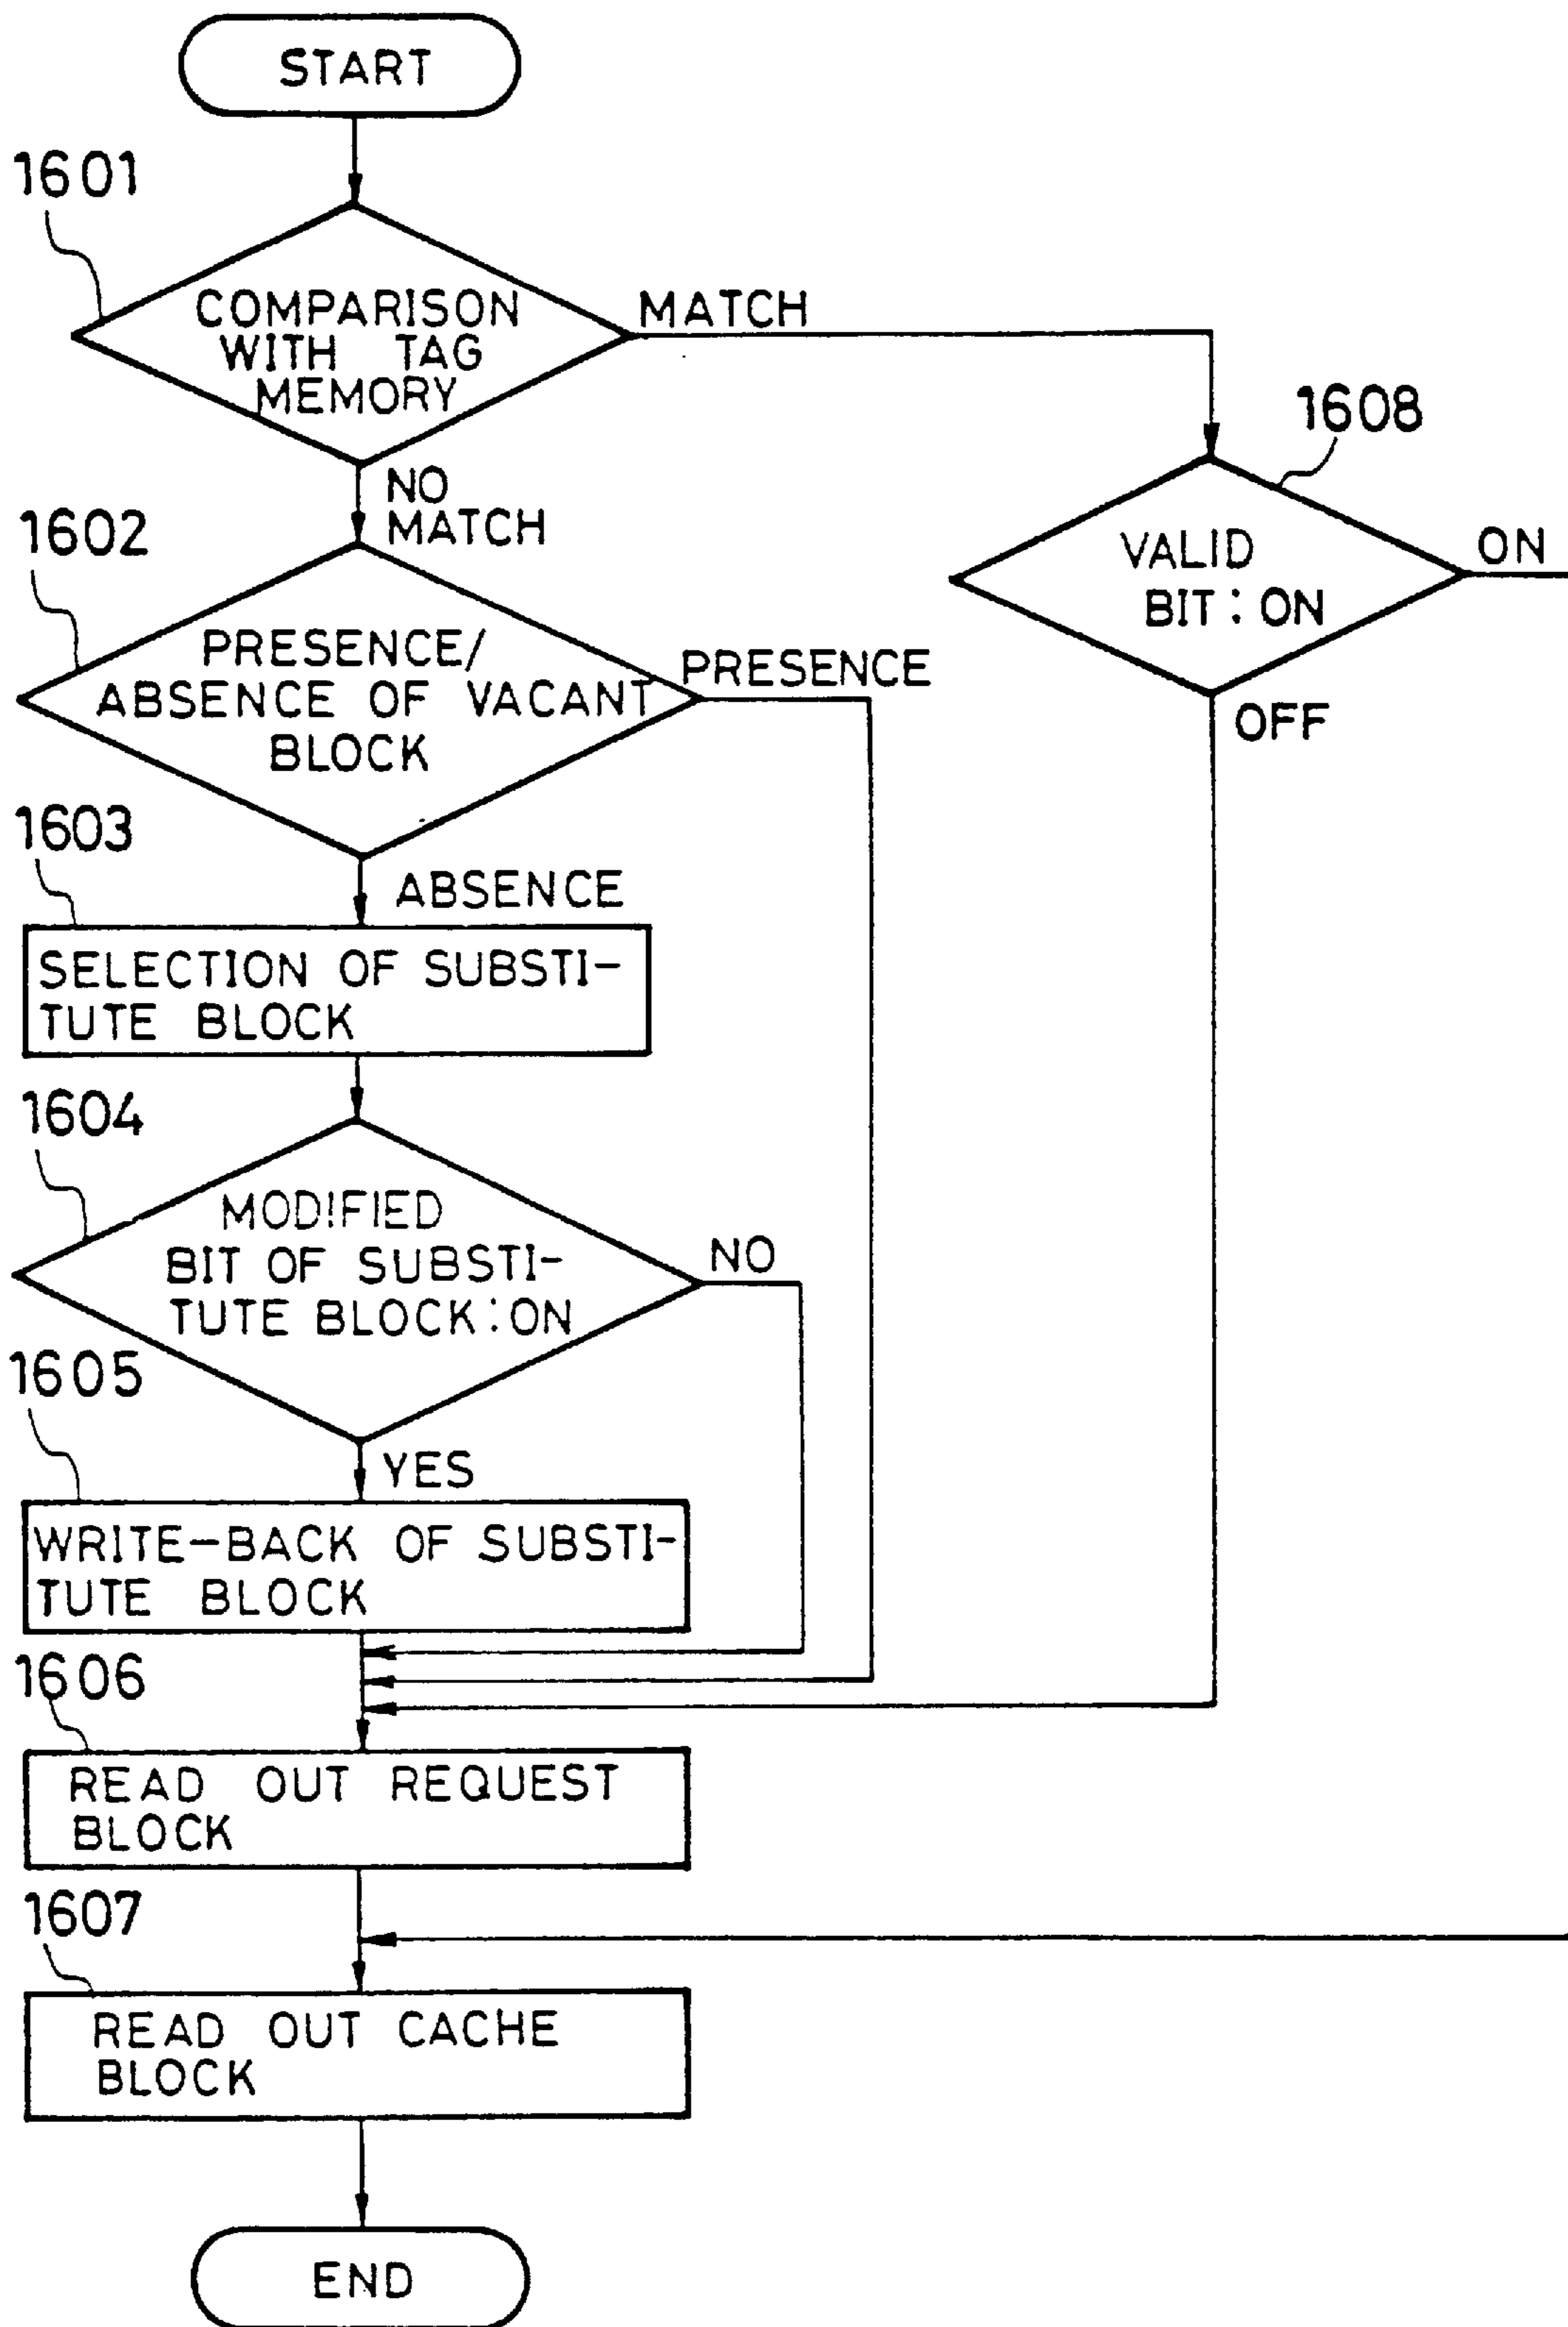 START
1601
COMPARISON
WITH TAG
MEMORY
MATCH
NO
MATCH
1608
VALID
BIT : ON
ON
OFF
1602
PRESENCE/
ABSENCE OF VACANT
BLOCK
PRESENCE
ABSENCE
1603
SELECTION OF SUBSTI-
TUTE BLOCK
1604
MODIFIED
BIT OF SUBSTI-
TUTE BLOCK : ON
NO
YES
1605
WRITE-BACK OF SUBSTI-
TUTE BLOCK
1606
READ OUT REQUEST
BLOCK
1607
READ OUT CACHE
BLOCK
END